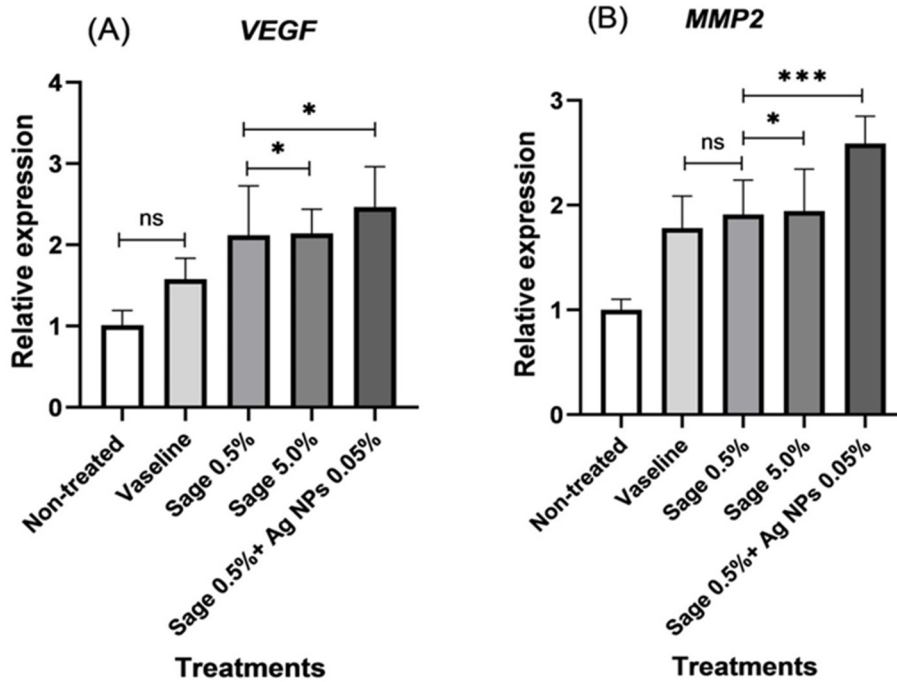 (A) VEGF
Relative expression
4
3
2
1
0
ns
*
*
Non-treated
Vaseline
Sage 0.5%
Sage 5.0%
Sage 0.5%+ Ag NPs 0.05%
Treatments
(B) MMP2
Relative expression
3
2
1
0
ns
*
***
Non-treated
Vaseline
Sage 0.5%
Sage 5.0%
Sage 0.5%+ Ag NPs 0.05%
Treatments